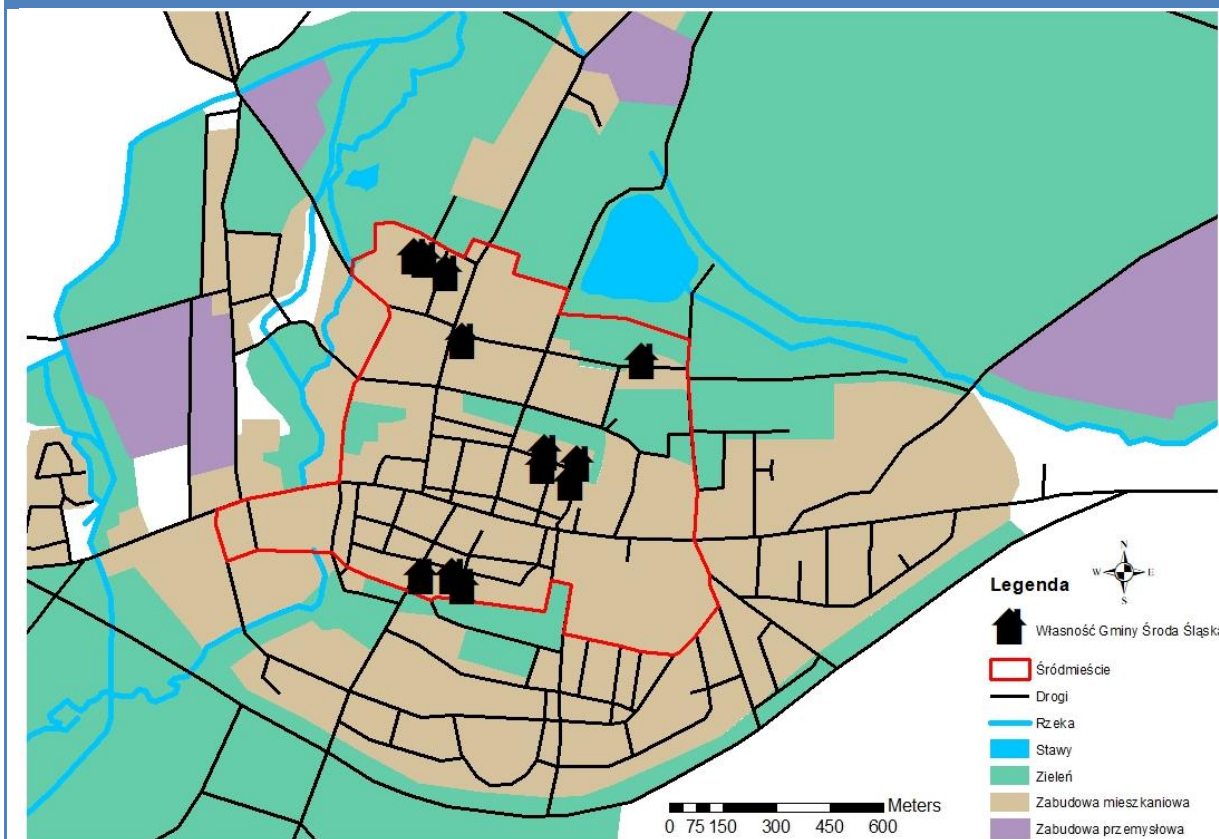 Legenda
N
W E
S
Własność Gminy Środa Śląska
Śródmieście
Drogi
Rzeka
Stawy
Zieleń
Zabudowa mieszkaniowa
Zabudowa przemysłowa
Meters
0 75 150 300 450 600